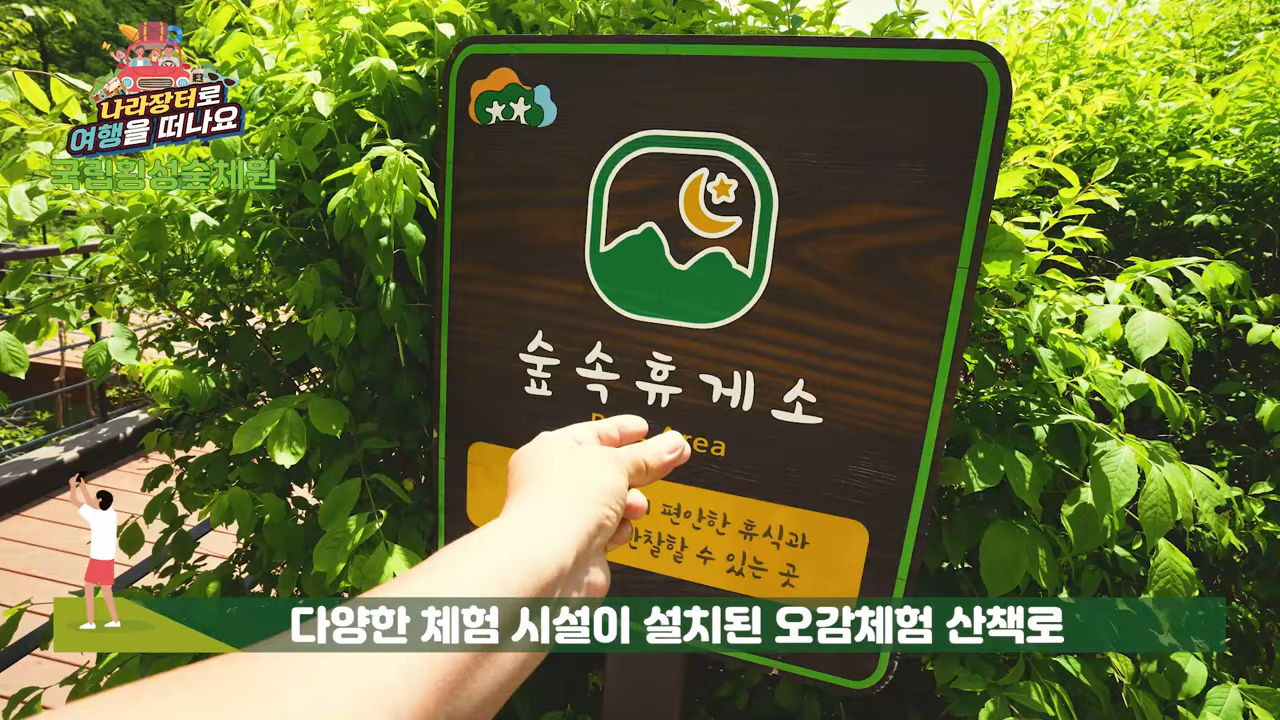 나라장터로
여행을 떠나요
국립횡성숲체원
숲속휴게소
Area
편안한 휴식과
관찰할 수 있는 곳
다양한 체험 시설이 설치된 오감체험 산책로